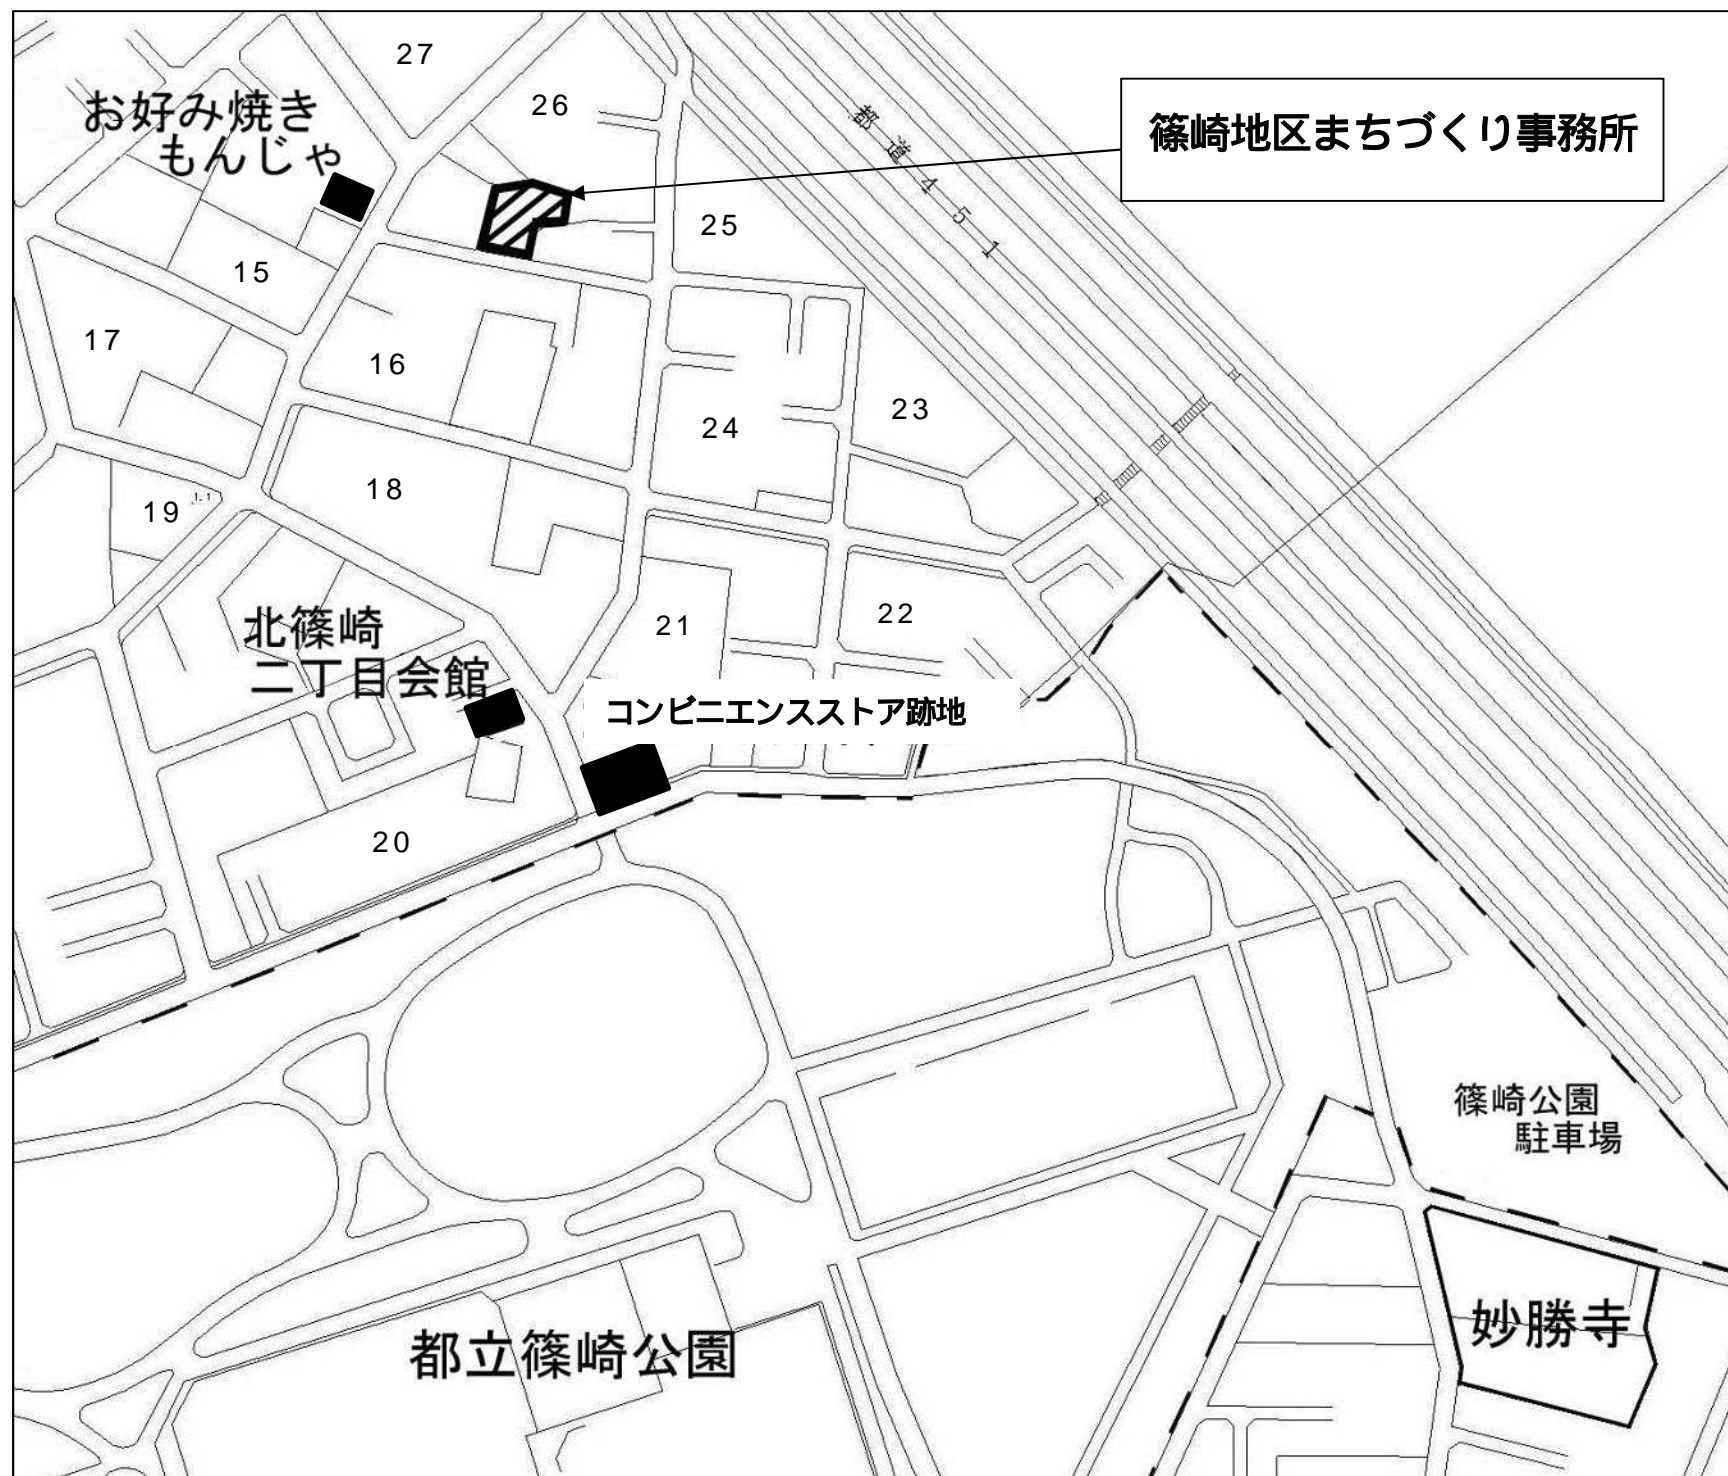 27
26
お好み焼き
もんじゃ
都道451
篠崎地区まちづくり事務所
25
15
17
16
23
24
18
19
北篠崎
二丁目会館
21
22
コンビニエンスストア跡地
20
篠崎公園
駐車場
都立篠崎公園
妙勝寺